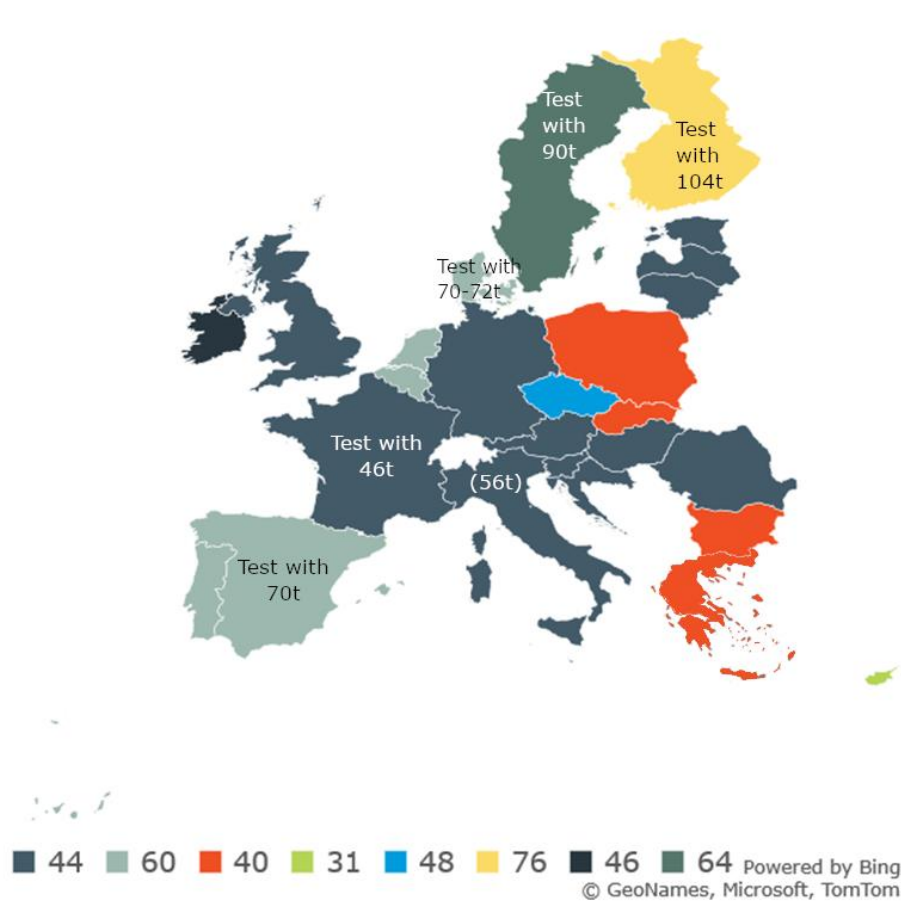 Test
with
90t
Test
with
104t
Test with
70-72t
Test with
46t
(56t)
Test with
70t
44 60 40 31 48 76 46 64 Powered by Bing
© GeoNames, Microsoft, TomTom